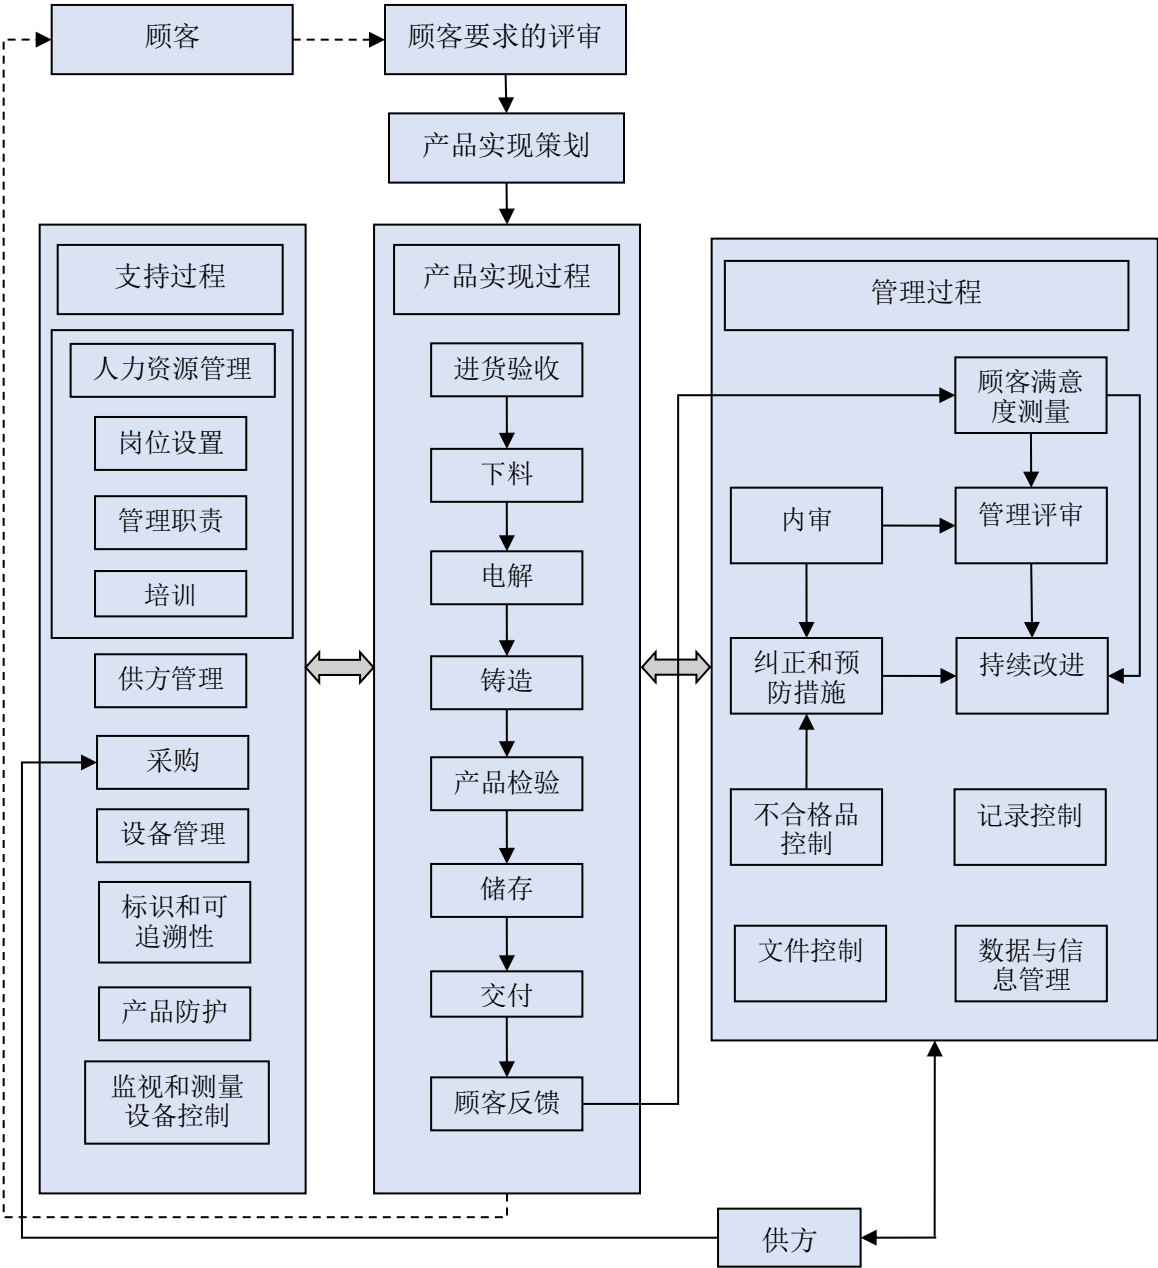 顾客
顾客要求的评审
产品实现策划
支持过程
人力资源管理
岗位设置
管理职责
培训
供方管理
采购
设备管理
标识和可
追溯性
产品防护
监视和测量
设备控制
产品实现过程
进货验收
下料
电解
铸造
产品检验
储存
交付
顾客反馈
管理过程
顾客满意
度测量
内审
管理评审
纠正和预
防措施
持续改进
不合格品
控制
记录控制
文件控制
数据与信
息管理
供方